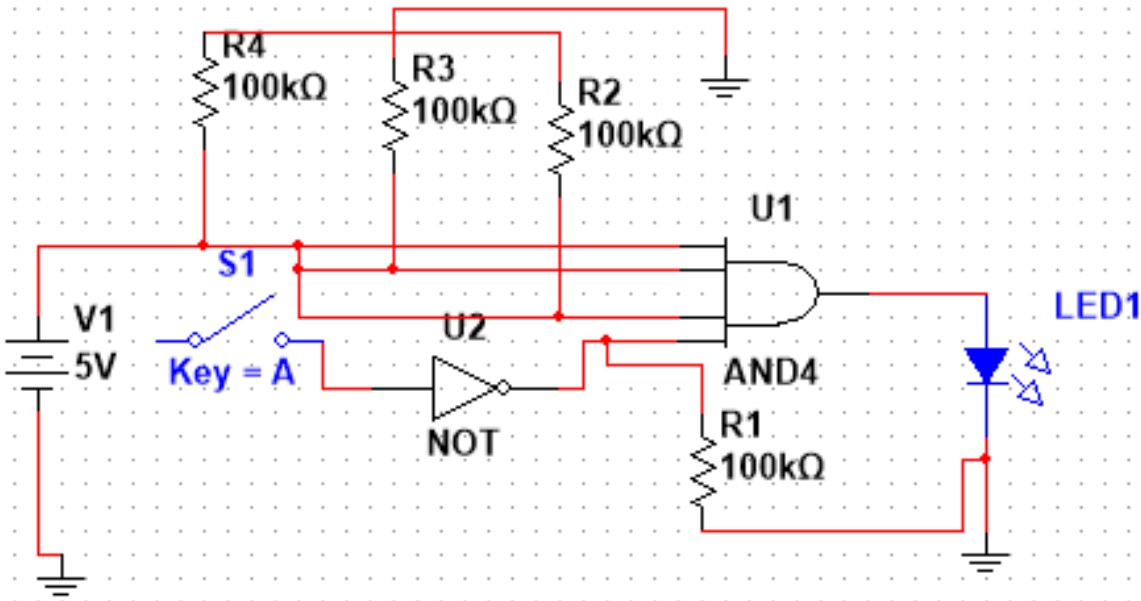 R4
100kΩ
R3
100kΩ
R2
100kΩ
U1
S1
V1
5V
U2
LED1
Key = A
AND4
NOT
R1
100kΩ